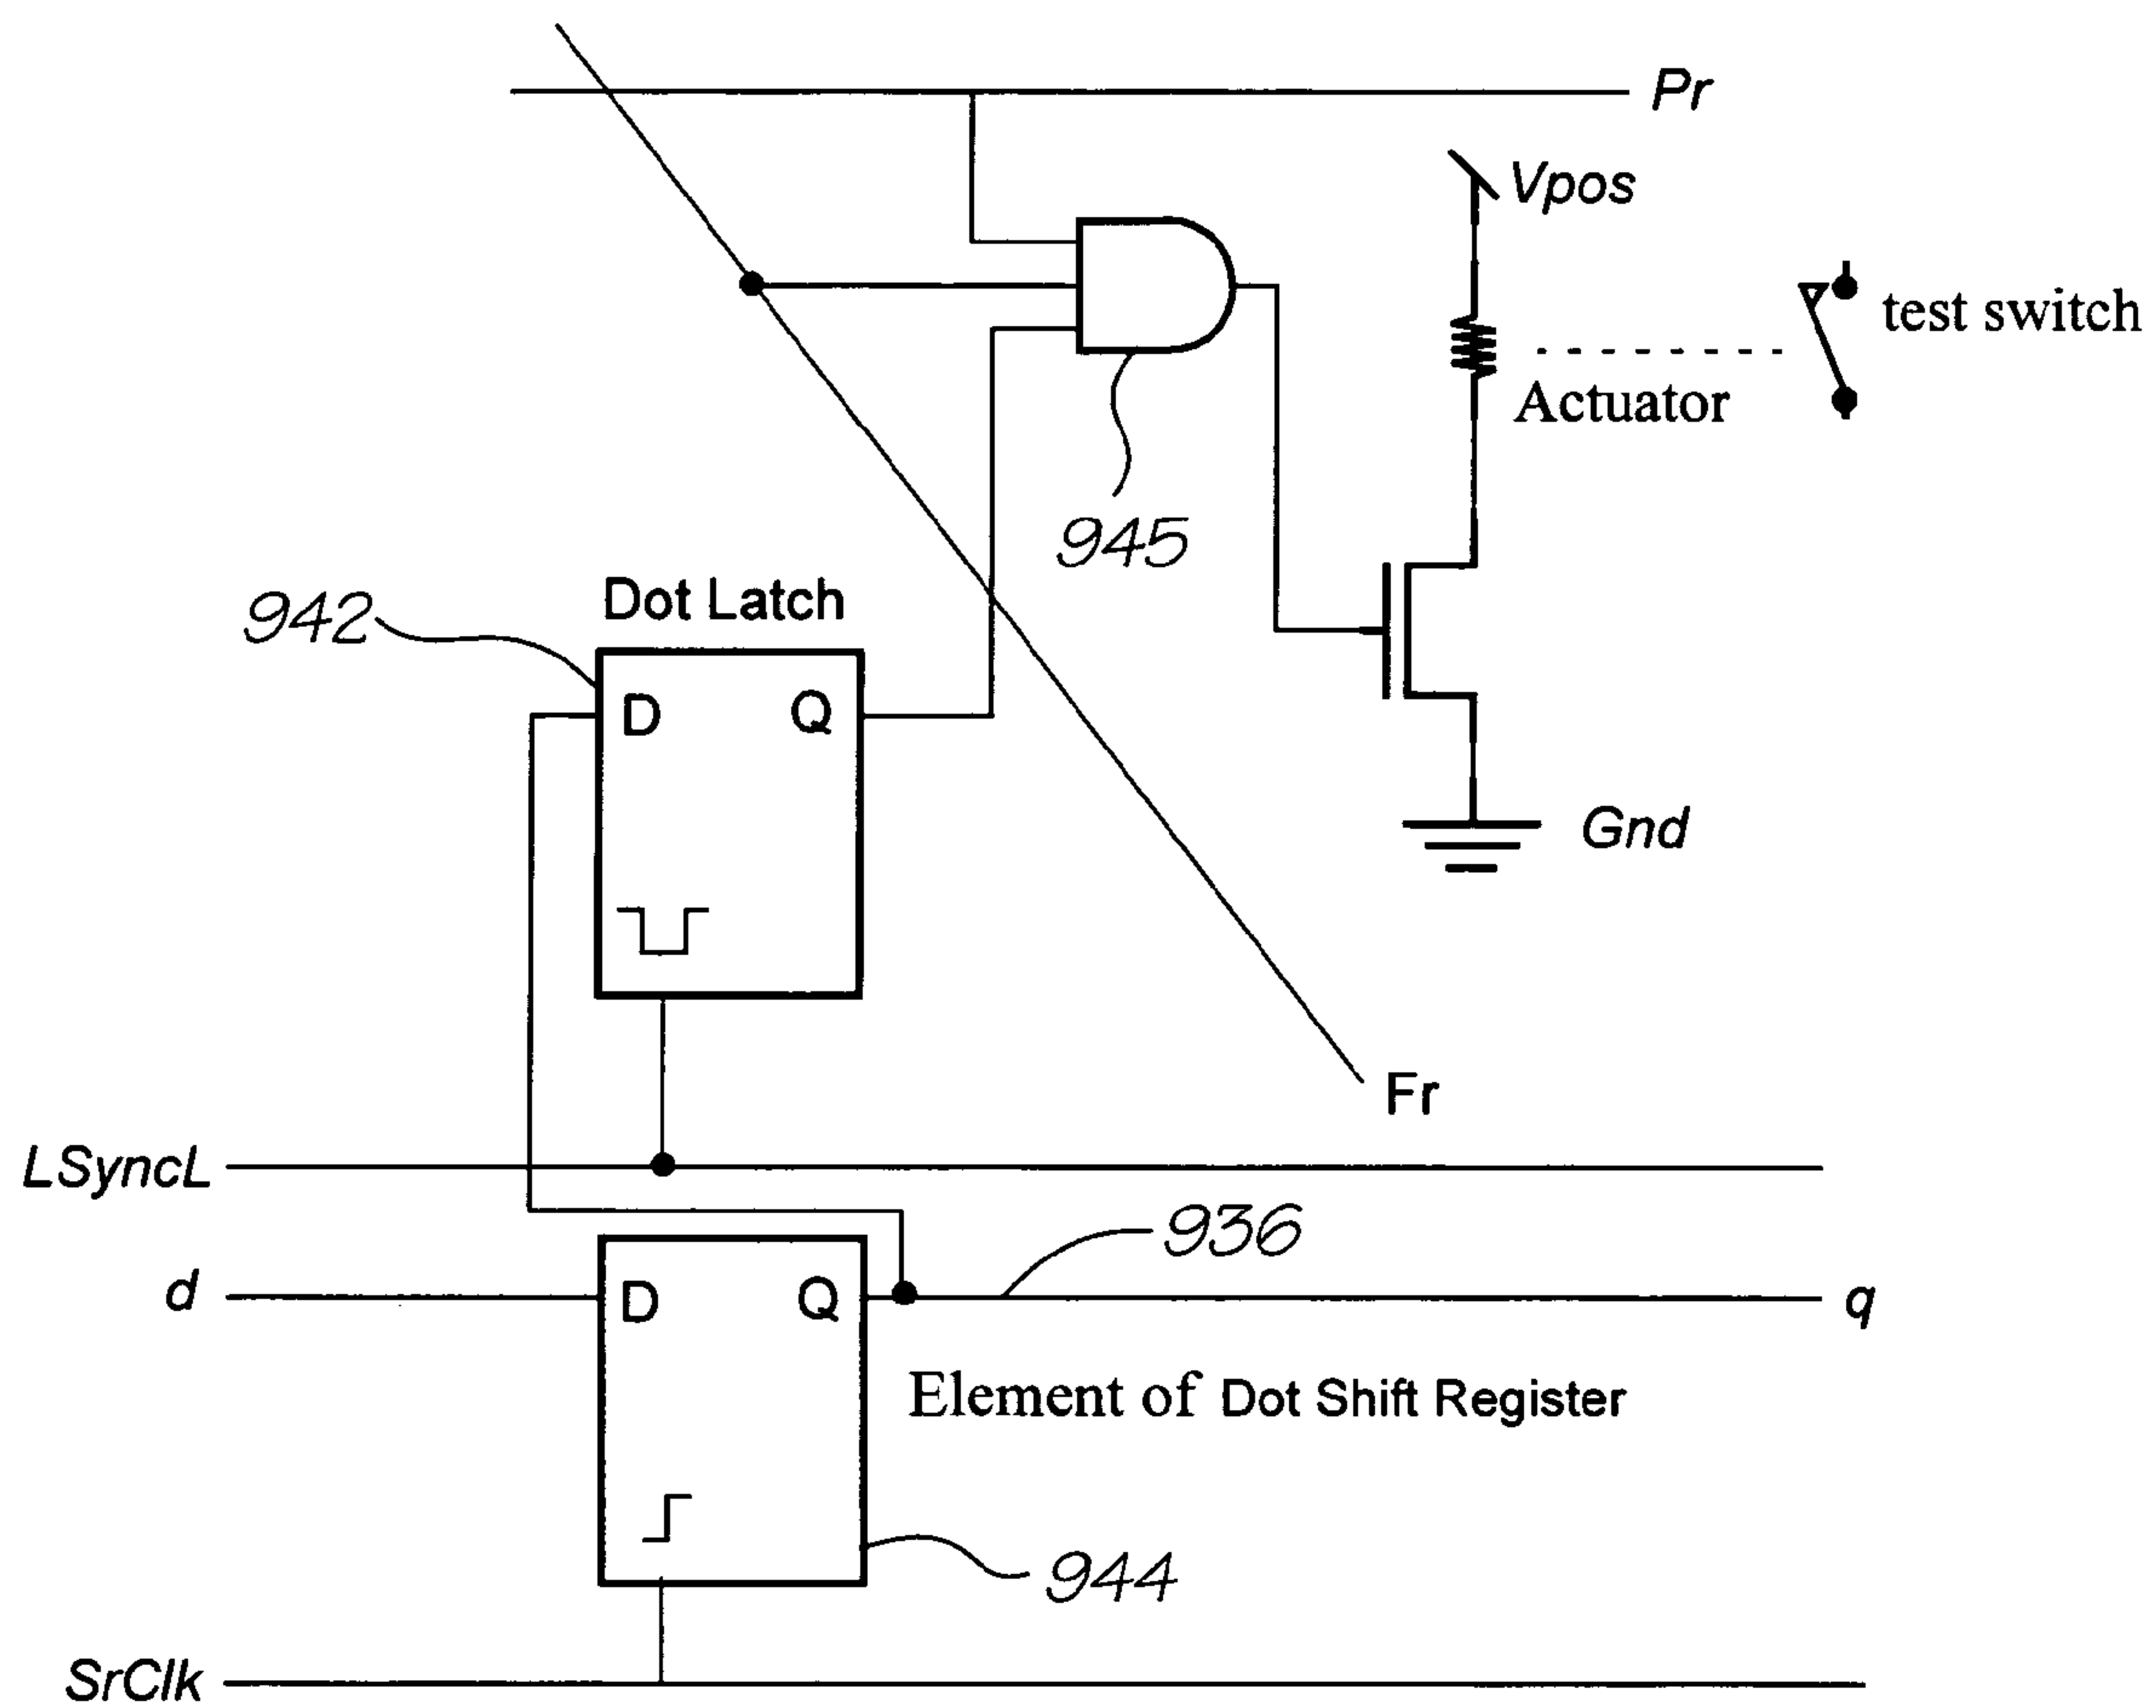 Pr
Vpos
test switch
Actuator
945
942
Dot Latch
D
Q
Gnd
Fr
LSyncL
936
d
D
Q
q
Element of Dot Shift Register
944
SrClk